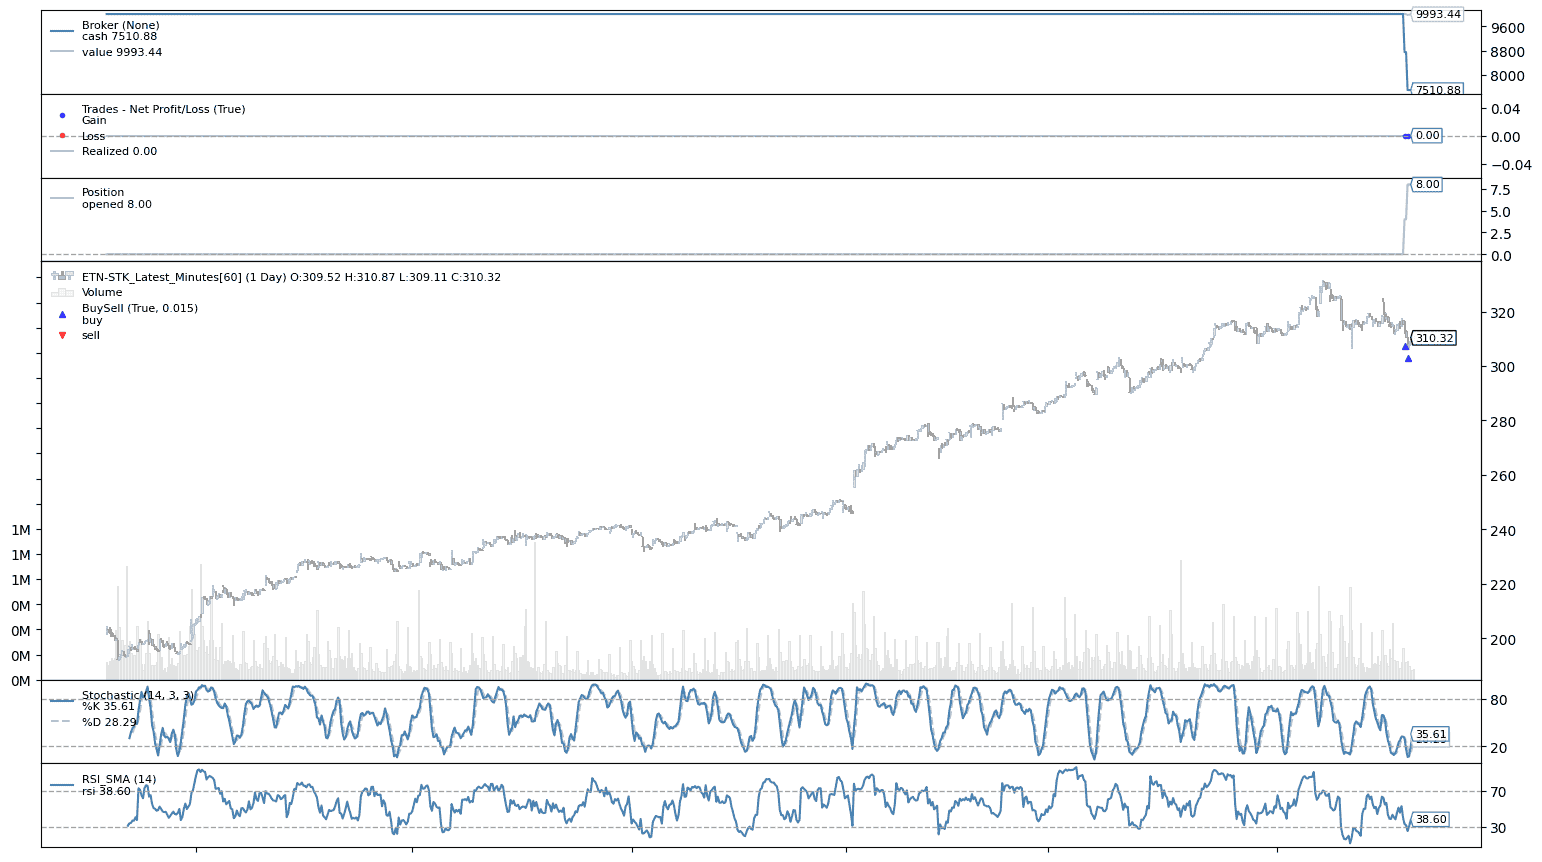 Broker (None)
cash 7510.88
value 9993.44
9993.44
9600
8800
8000
7510.88
Trades - Net Profit/Loss (True)
Gain
Loss
Realized 0.00
0.04
0.00
0.00
−0.04
Position
opened 8.00
8.00
7.5
5.0
2.5
0.0
ETN-STK_Latest_Minutes[60] (1 Day) O:309.52 H:310.87 L:309.11 C:310.32
Volume
BuySell (True, 0.015)
buy
sell
320
310.32
300
280
260
240
220
200
1M
1M
1M
0M
0M
0M
0M
Stochastic (14, 3, 3)
%K 35.61
%D 28.29
80
35.61
20
RSI_SMA (14)
rsi 38.60
70
38.60
30